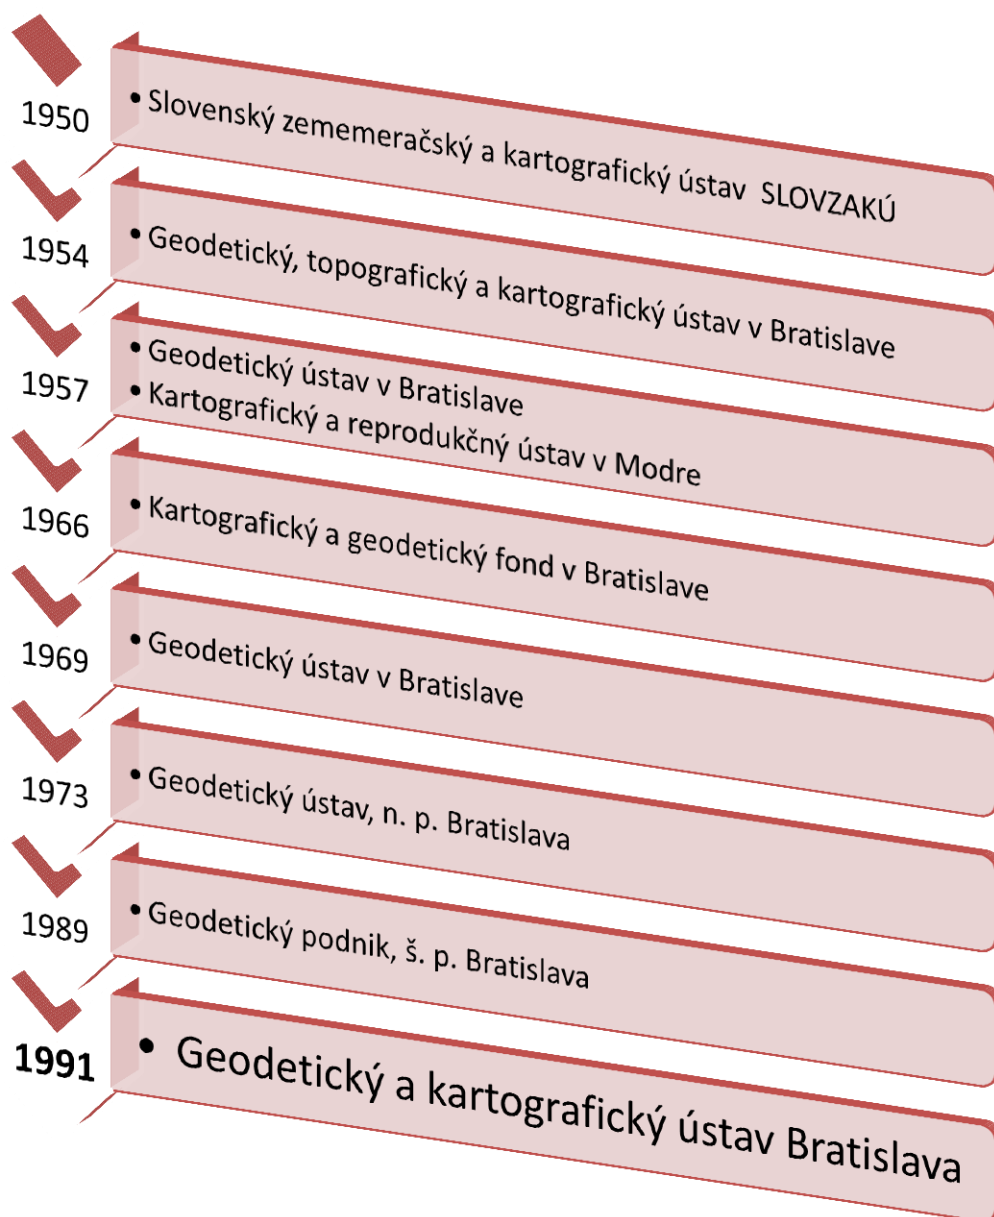 1950
• Slovenský zememeračský a kartografický ústav SLOVZAKÚ
1954
• Geodetický, topografický a kartografický ústav v Bratislave
1957
• Geodetický ústav v Bratislave
• Kartografický a reprodukčný ústav v Modre
1966
• Kartografický a geodetický fond v Bratislave
1969
• Geodetický ústav v Bratislave
1973
• Geodetický ústav, n. p. Bratislava
1989
• Geodetický podnik, š. p. Bratislava
1991
• Geodetický a kartografický ústav Bratislava